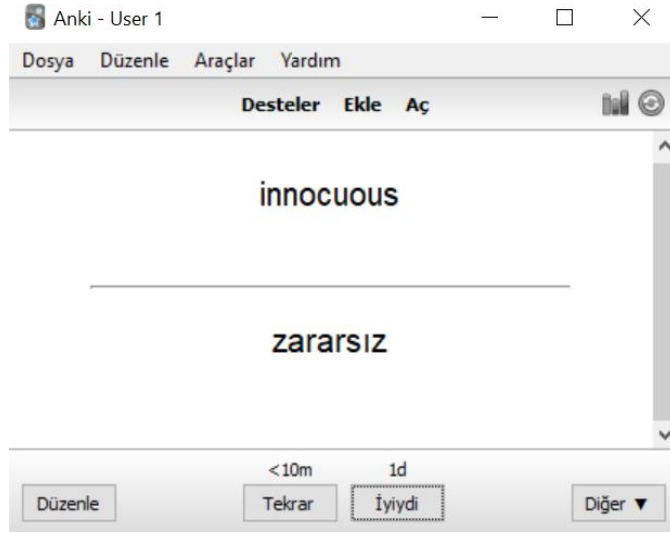 Anki - User 1
Dosya Düzenle Araçlar Yardım
Desteler Ekle Aç
innocuous
zararsız
<10m 1d
Düzenle Tekrar İyiydi Diğer ▼